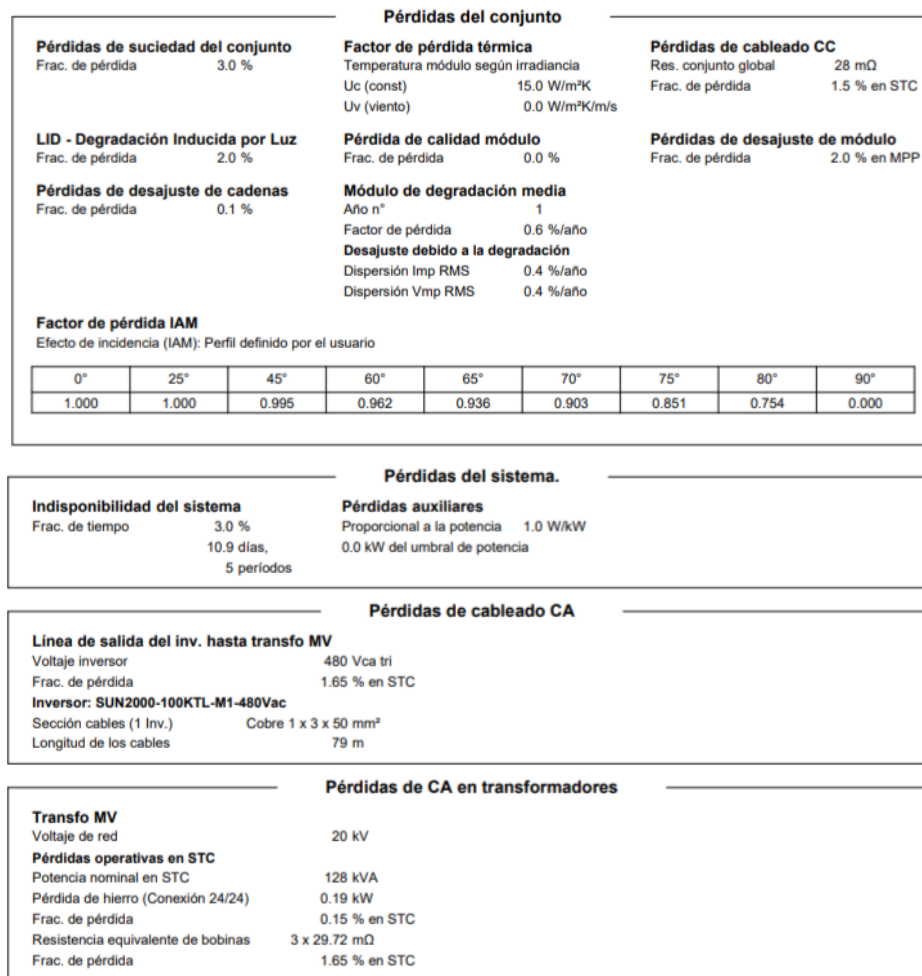 Pérdidas del conjunto
Pérdidas de suciedad del conjunto
Frac. de pérdida 3.0 %
Factor de pérdida térmica
Temperatura módulo según irradiancia
Uc (const) 15.0 W/m²K
Uv (viento) 0.0 W/m²K/m/s
Pérdidas de cableado CC
Res. conjunto global 28 mΩ
Frac. de pérdida 1.5 % en STC
LID - Degradación Inducida por Luz
Frac. de pérdida 2.0 %
Pérdida de calidad módulo
Frac. de pérdida 0.0 %
Pérdidas de desajuste de módulo
Frac. de pérdida 2.0 % en MPP
Pérdidas de desajuste de cadenas
Frac. de pérdida 0.1 %
Módulo de degradación media
Año n° 1
Factor de pérdida 0.6 %/año
Desajuste debido a la degradación
Dispersión Imp RMS 0.4 %/año
Dispersión Vmp RMS 0.4 %/año
Factor de pérdida IAM
Efecto de incidencia (IAM): Perfil definido por el usuario
0° 25° 45° 60° 65° 70° 75° 80° 90°
1.000 1.000 0.995 0.962 0.936 0.903 0.851 0.754 0.000
Pérdidas del sistema.
Indisponibilidad del sistema
Frac. de tiempo 3.0 %
10.9 días,
5 períodos
Pérdidas auxiliares
Proporcional a la potencia 1.0 W/kW
0.0 kW del umbral de potencia
Pérdidas de cableado CA
Línea de salida del inv. hasta transfo MV
Voltaje inversor 480 Vca tri
Frac. de pérdida 1.65 % en STC
Inversor: SUN2000-100KTL-M1-480Vac
Sección cables (1 Inv.) Cobre 1 x 3 x 50 mm²
Longitud de los cables 79 m
Pérdidas de CA en transformadores
Transfo MV
Voltaje de red 20 kV
Pérdidas operativas en STC
Potencia nominal en STC 128 kVA
Pérdida de hierro (Conexión 24/24) 0.19 kW
Frac. de pérdida 0.15 % en STC
Resistencia equivalente de bobinas 3 x 29.72 mΩ
Frac. de pérdida 1.65 % en STC